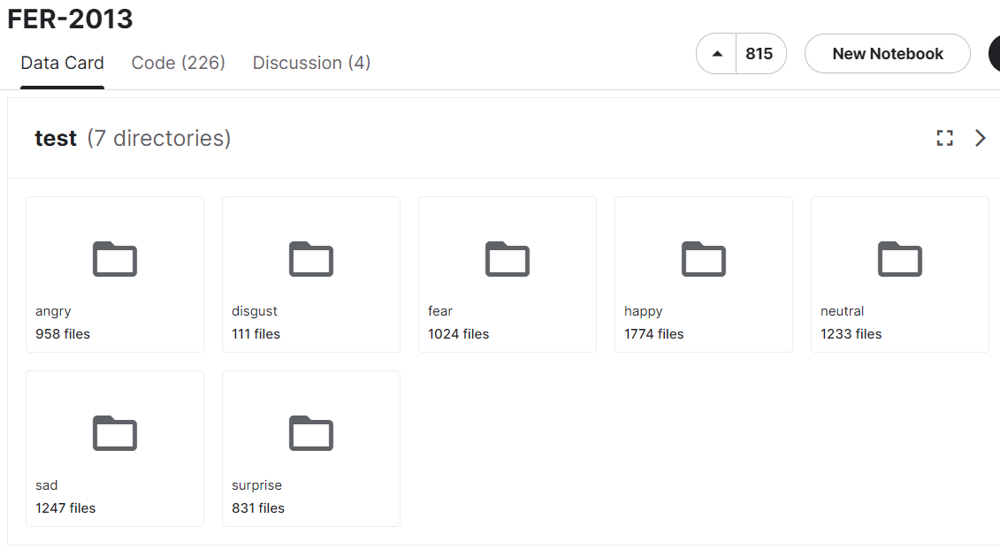 FER-2013
Data Card Code (226) Discussion (4)
815 New Notebook
test (7 directories)
angry disgust fear happy neutral
958 files 111 files 1024 files 1774 files 1233 files
sad surprise
1247 files 831 files